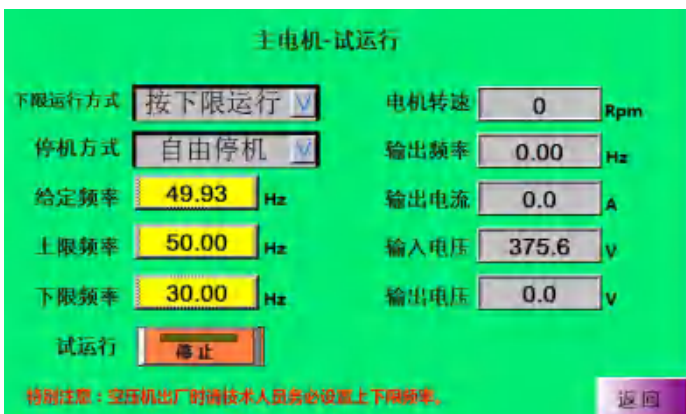 主电机-试运行
下限运行方式 按下限运行 电机转速 0 Rpm
停机方式 自由停机 输出频率 0.00 Hz
给定频率 49.93 Hz 输出电流 0.0 A
上限频率 50.00 Hz 输入电压 375.6 V
下限频率 30.00 Hz 输出电压 0.0 V
试运行 停止
特别注意：空压机出厂时请技术人员务必设置上下限频率。
返回